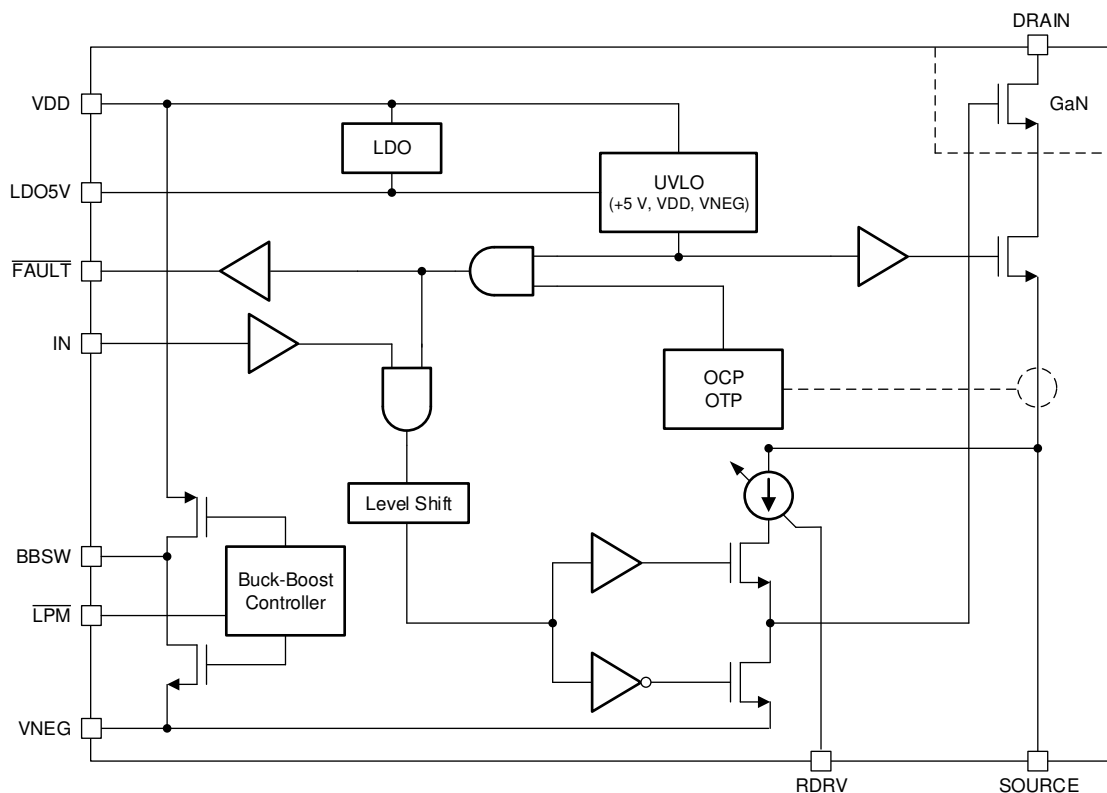 DRAIN
VDD
GaN
LDO
LDO5V
UVLO
(+5 V, VDD, VNEG)
FAULT
IN
OCP
OTP
Level Shift
BBSW
Buck-Boost
Controller
LPM
VNEG
RDRV
SOURCE